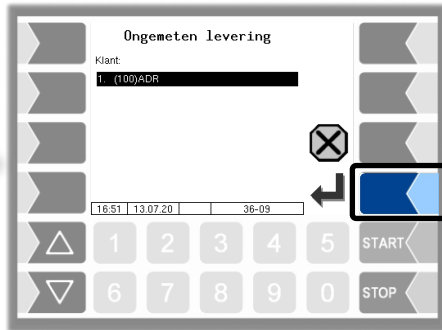 Ongemeten levering
Klant:
1. (100)ADR
16:51 13.07.20 36-09
1 2 3 4 5 START
6 7 8 9 0 STOP